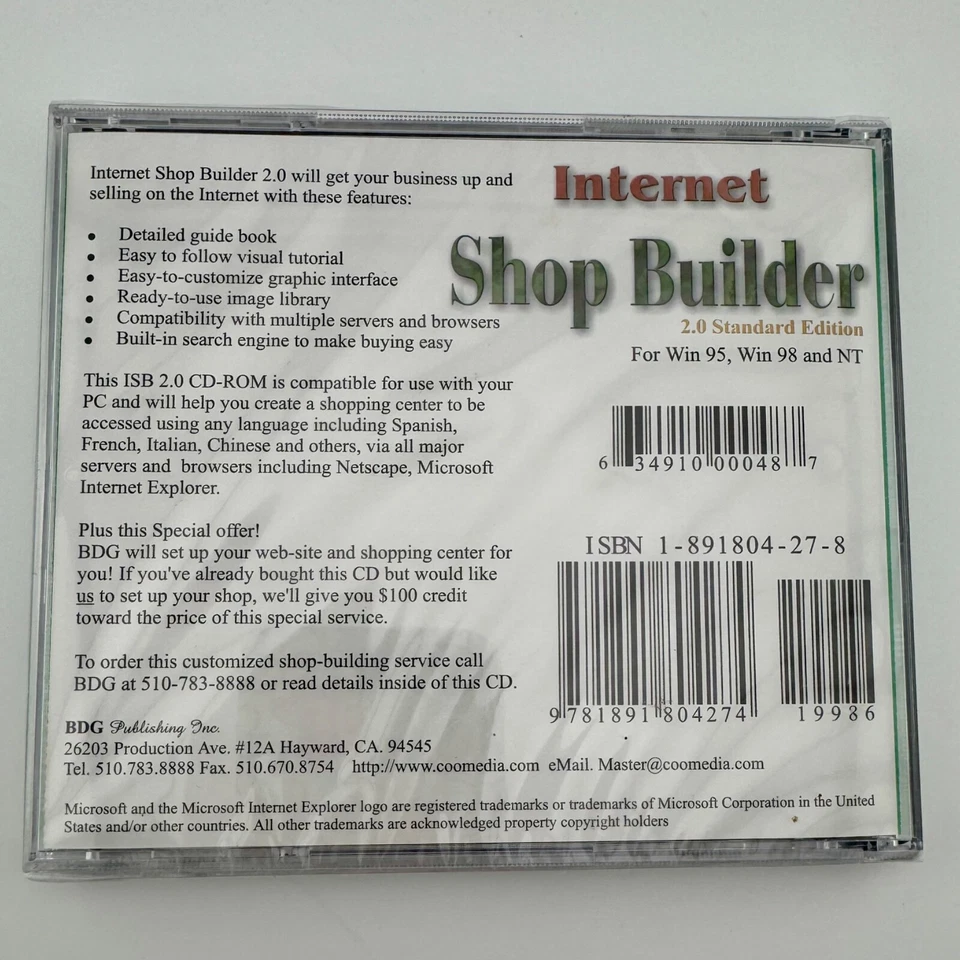 Internet Shop Builder 2.0 will get your business up and
selling on the Internet with these features:
• Detailed guide book
• Easy to follow visual tutorial
• Easy-to-customize graphic interface
• Ready-to-use image library
• Compatibility with multiple servers and browsers
• Built-in search engine to make buying easy
This ISB 2.0 CD-ROM is compatible for use with your
PC and will help you create a shopping center to be
accessed using any language including Spanish,
French, Italian, Chinese and others, via all major
servers and browsers including Netscape, Microsoft
Internet Explorer.
Plus this Special offer!
BDG will set up your web-site and shopping center for
you! If you've already bought this CD but would like
us to set up your shop, we'll give you $100 credit
toward the price of this special service.
To order this customized shop-building service call
BDG at 510-783-8888 or read details inside of this CD.
Internet
Shop Builder
2.0 Standard Edition
For Win 95, Win 98 and NT
6 34910 00048 7
ISBN 1-891804-27-8
9 781891 804274
19986
BDG Publishing Inc.
26203 Production Ave. #12A Hayward, CA. 94545
Tel. 510.783.8888 Fax. 510.670.8754 http://www.coomedia.com eMail. Master@coomedia.com
Microsoft and the Microsoft Internet Explorer logo are registered trademarks or trademarks of Microsoft Corporation in the United
States and/or other countries. All other trademarks are acknowledged property copyright holders